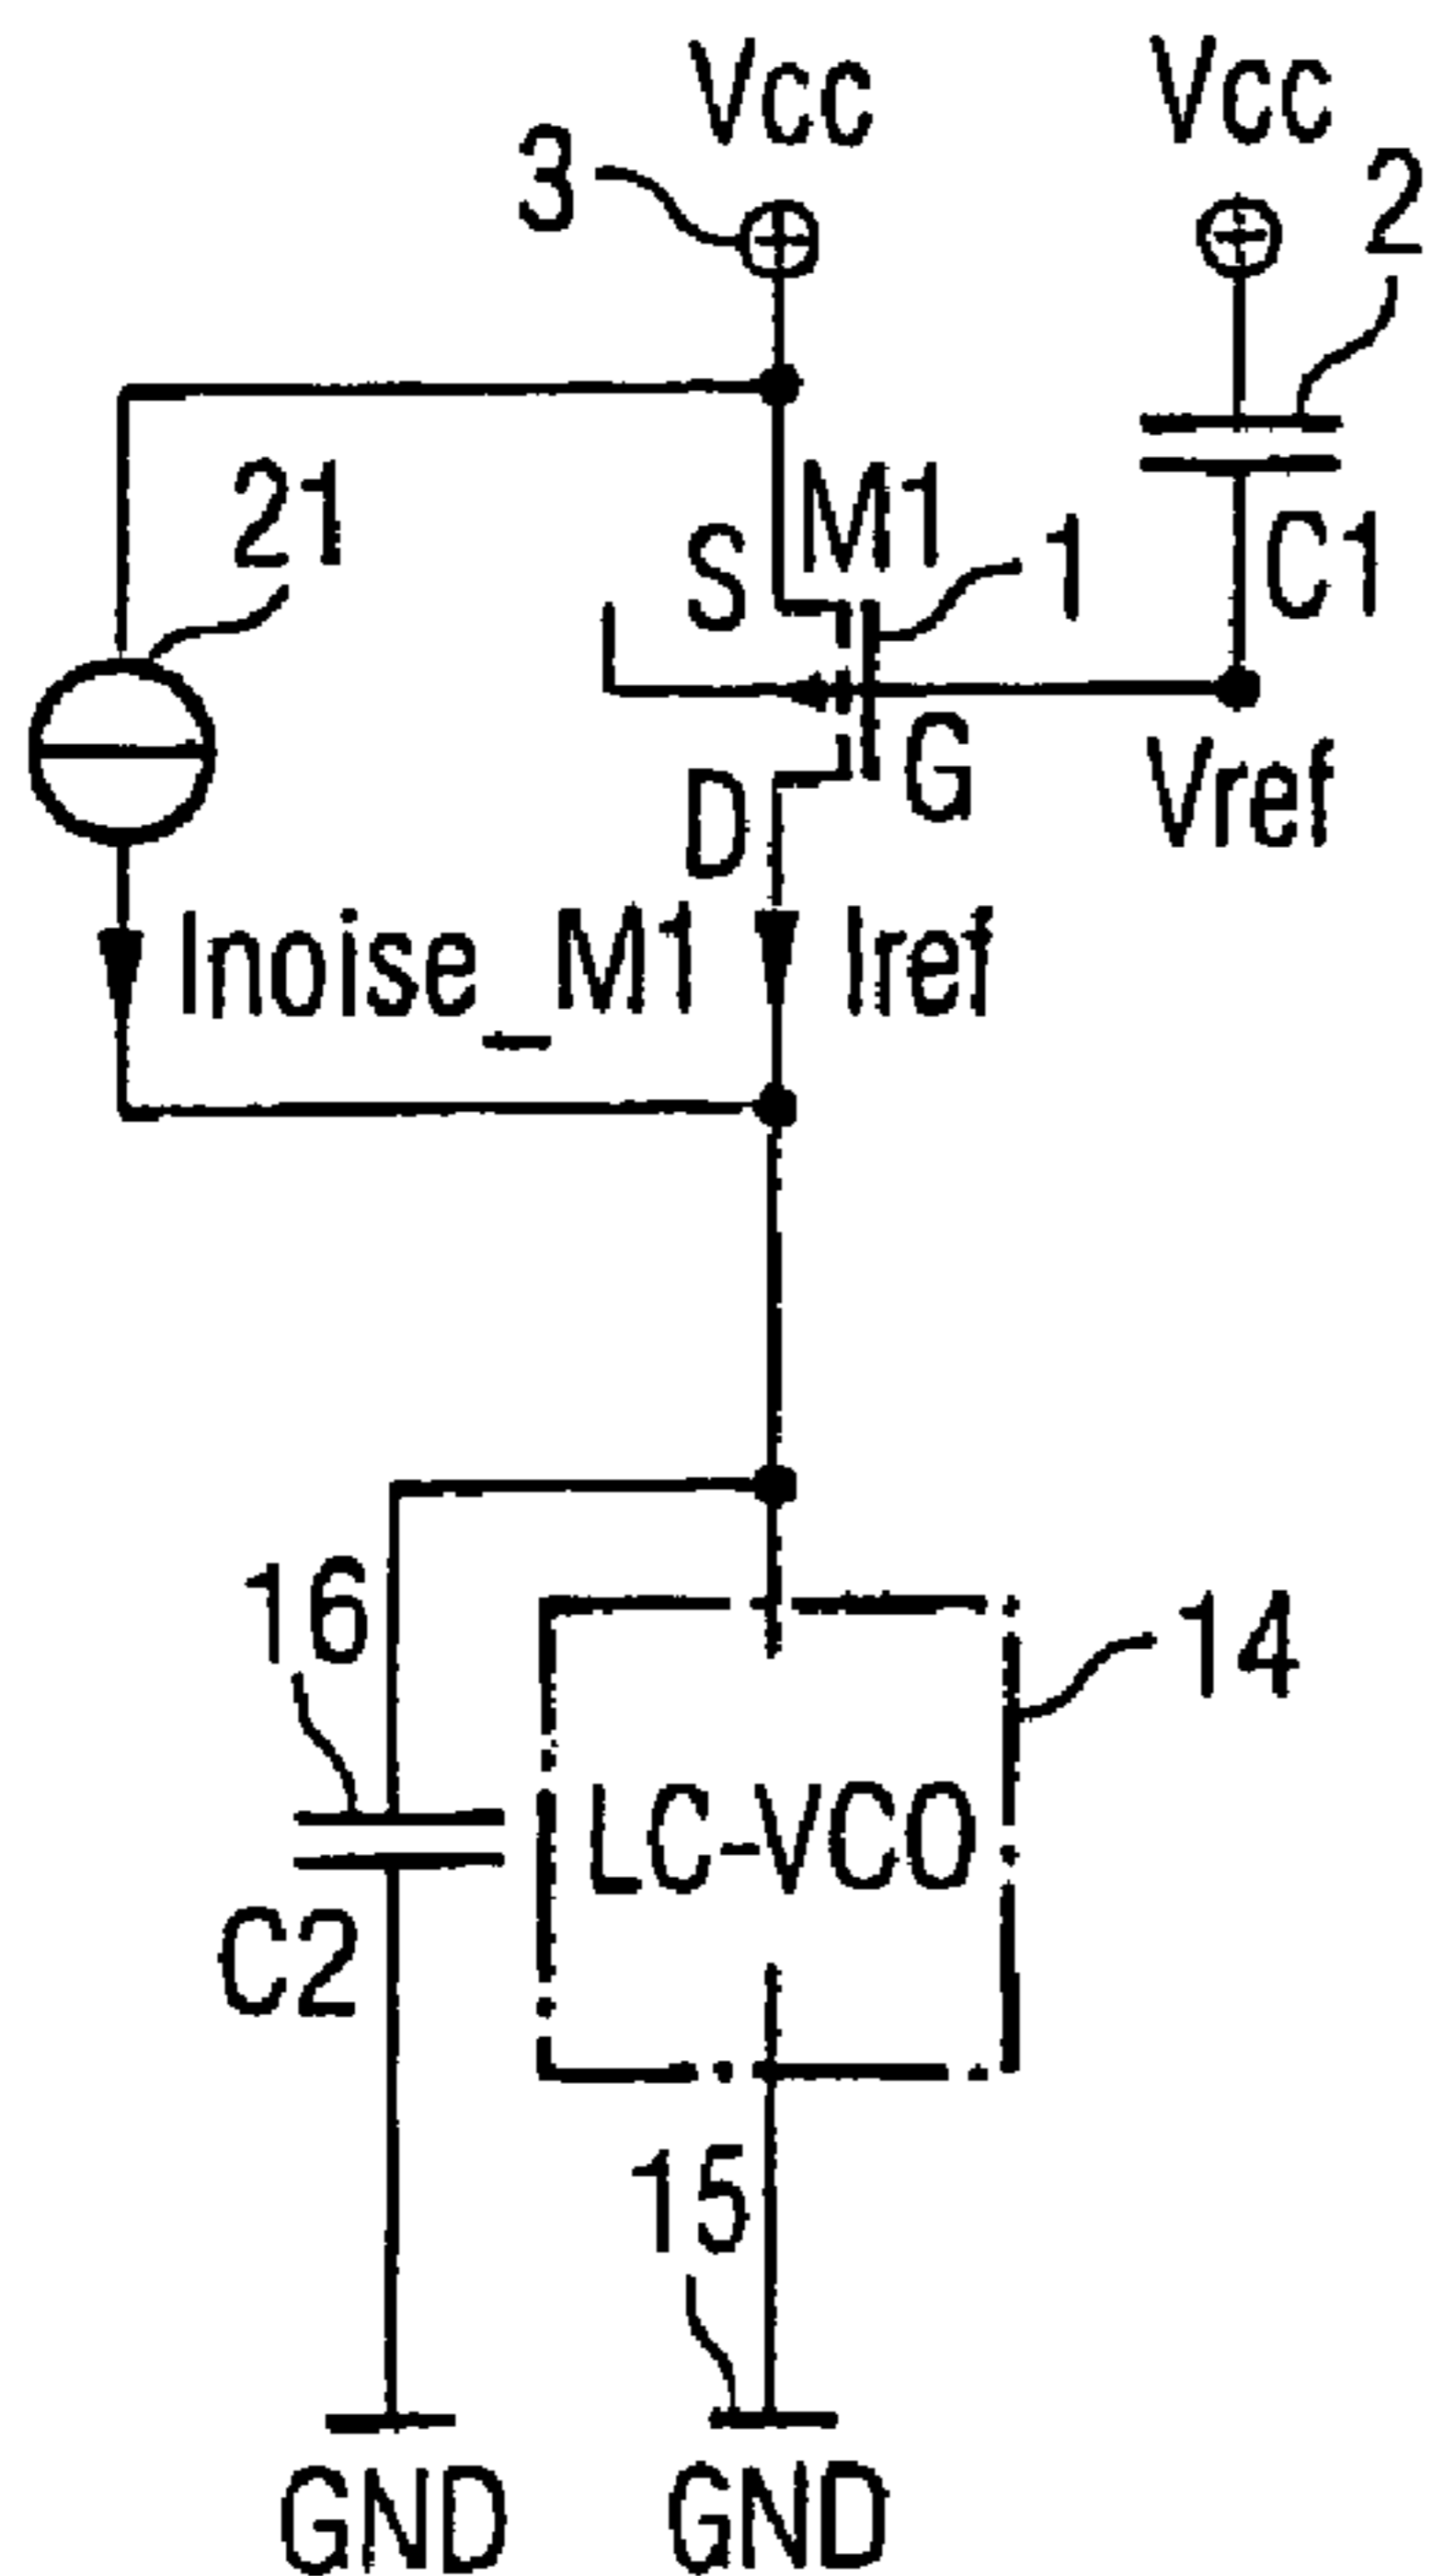 Vcc
Vcc
3
2
21
M1
S
1
C1
G
D
Vref
Inoise_M1
Iref
16
14
LC-VCO
C2
15
GND
GND